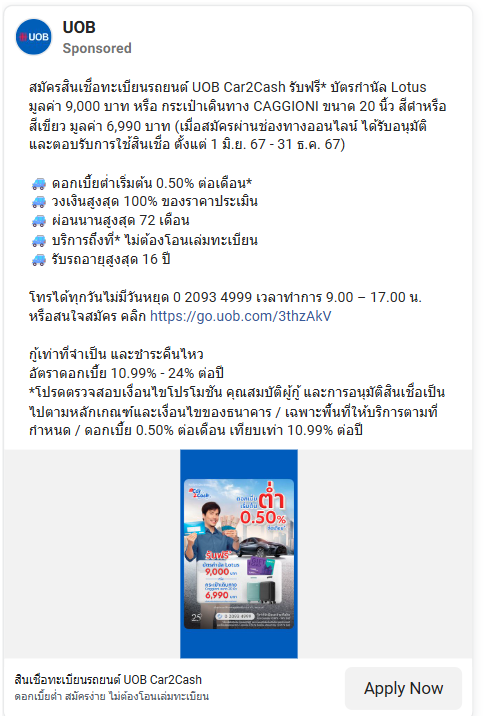 UOB
UOB
Sponsored
สมัครสินเชื่อทะเบียนรถยนต์ UOB Car2Cash รับฟรี* บัตรกำนัล Lotus
มูลค่า 9,000 บาท หรือ กระเป๋าเดินทาง CAGGIONI ขนาด 20 นิ้ว สีดำหรือ
สีเขียว มูลค่า 6,990 บาท (เมื่อสมัครผ่านช่องทางออนไลน์ ได้รับอนุมัติ
และตอบรับการใช้สินเชื่อ ตั้งแต่ 1 มิ.ย. 67 - 31 ธ.ค. 67)
🚙 ดอกเบี้ยต่ำเริ่มต้น 0.50% ต่อเดือน*
🚙 วงเงินสูงสุด 100% ของราคาประเมิน
🚙 ผ่อนนานสูงสุด 72 เดือน
🚙 บริการถึงที่* ไม่ต้องโอนเล่มทะเบียน
🚙 รับรถอายุสูงสุด 16 ปี
โทรได้ทุกวันไม่มีวันหยุด 0 2093 4999 เวลาทำการ 9.00 – 17.00 น.
หรือสนใจสมัคร คลิก https://go.uob.com/3thzAkV
กู้เท่าที่จำเป็น และชำระคืนไหว
อัตราดอกเบี้ย 10.99% - 24% ต่อปี
*โปรดตรวจสอบเงื่อนไขโปรโมชัน คุณสมบัติผู้กู้ และการอนุมัติสินเชื่อเป็น
ไปตามหลักเกณฑ์และเงื่อนไขของธนาคาร / เฉพาะพื้นที่ให้บริการตามที่
กำหนด / ดอกเบี้ย 0.50% ต่อเดือน เทียบเท่า 10.99% ต่อปี
Car
2Cash
ดอกเบี้ย
เริ่มต้น
ต่ำ
0.50%
ต่อเดือน*
รับฟรี*
บัตรกำนัลโลตัส
9,000 บาท
กระเป๋าเดินทาง
6,990 บาท
25
0 2093 4999
สินเชื่อทะเบียนรถยนต์ UOB Car2Cash
ดอกเบี้ยต่ำ สมัครง่าย ไม่ต้องโอนเล่มทะเบียน
Apply Now